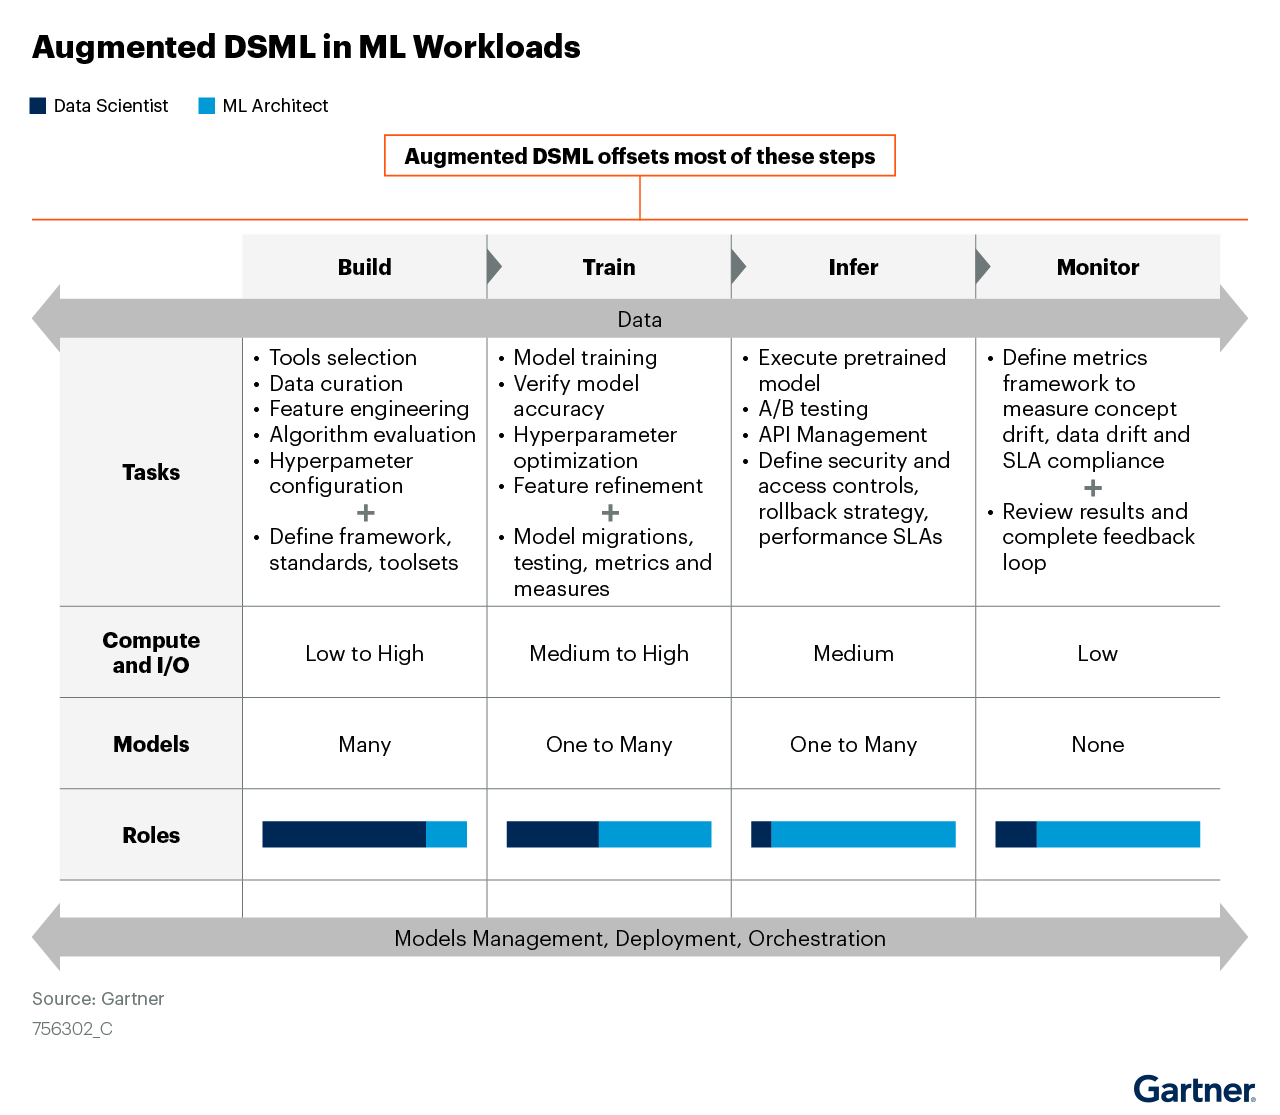 Augmented DSML in ML Workloads
Data Scientist
ML Architect
Augmented DSML offsets most of these steps
Build
Train
Infer
Monitor
Data
Tasks
• Tools selection
• Data curation
• Feature engineering
• Algorithm evaluation
• Hyperpameter
configuration
+
• Define framework,
standards, toolsets
• Model training
• Verify model
accuracy
• Hyperparameter
optimization
• Feature refinement
+
• Model migrations,
testing, metrics and
measures
• Execute pretrained
model
• A/B testing
• API Management
• Define security and
access controls,
rollback strategy,
performance SLAs
• Define metrics
framework to
measure concept
drift, data drift and
SLA compliance
+
• Review results and
complete feedback
loop
Compute
and I/O
Low to High
Medium to High
Medium
Low
Models
Many
One to Many
One to Many
None
Roles
Models Management, Deployment, Orchestration
Source: Gartner
756302_C
Gartner®